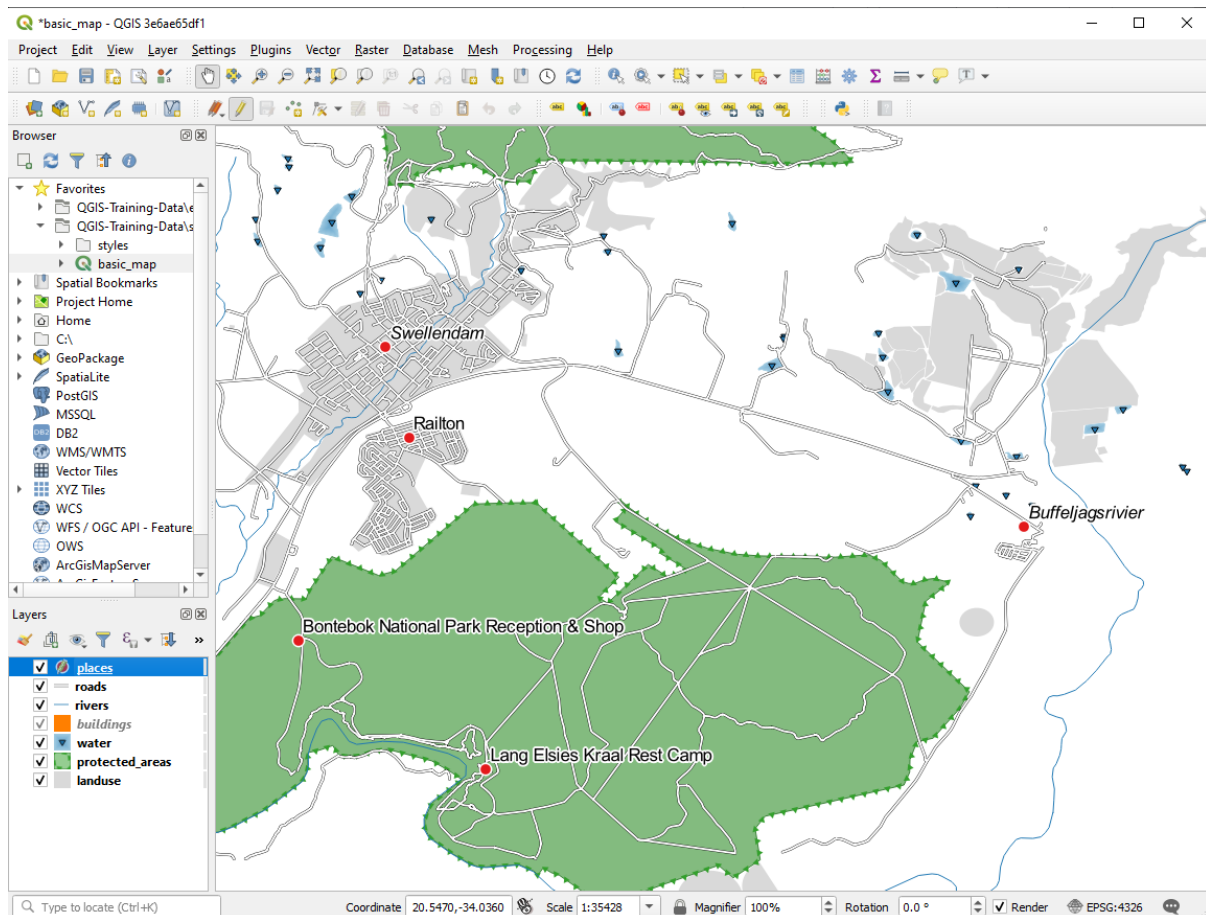 *basic_map - QGIS 3e6ae65df1
Project Edit View Layer Settings Plugins Vector Raster Database Mesh Processing Help
Browser
Favorites
QGIS-Training-Data\e
QGIS-Training-Data\s
styles
basic_map
Spatial Bookmarks
Project Home
Home
C:\
GeoPackage
SpatiaLite
PostGIS
MSSQL
DB2
WMS/WMTS
Vector Tiles
XYZ Tiles
WCS
WFS / OGC API - Feature
OWS
ArcGisMapServer
Layers
places
roads
rivers
buildings
water
protected_areas
landuse
Swellendam
Railton
Buffeljagsrivier
Bontebok National Park Reception & Shop
Lang Elsies Kraal Rest Camp
Type to locate (Ctrl+K) Coordinate 20.5470,-34.0360 Scale 1:35428 Magnifier 100% Rotation 0.0 ° Render EPSG:4326